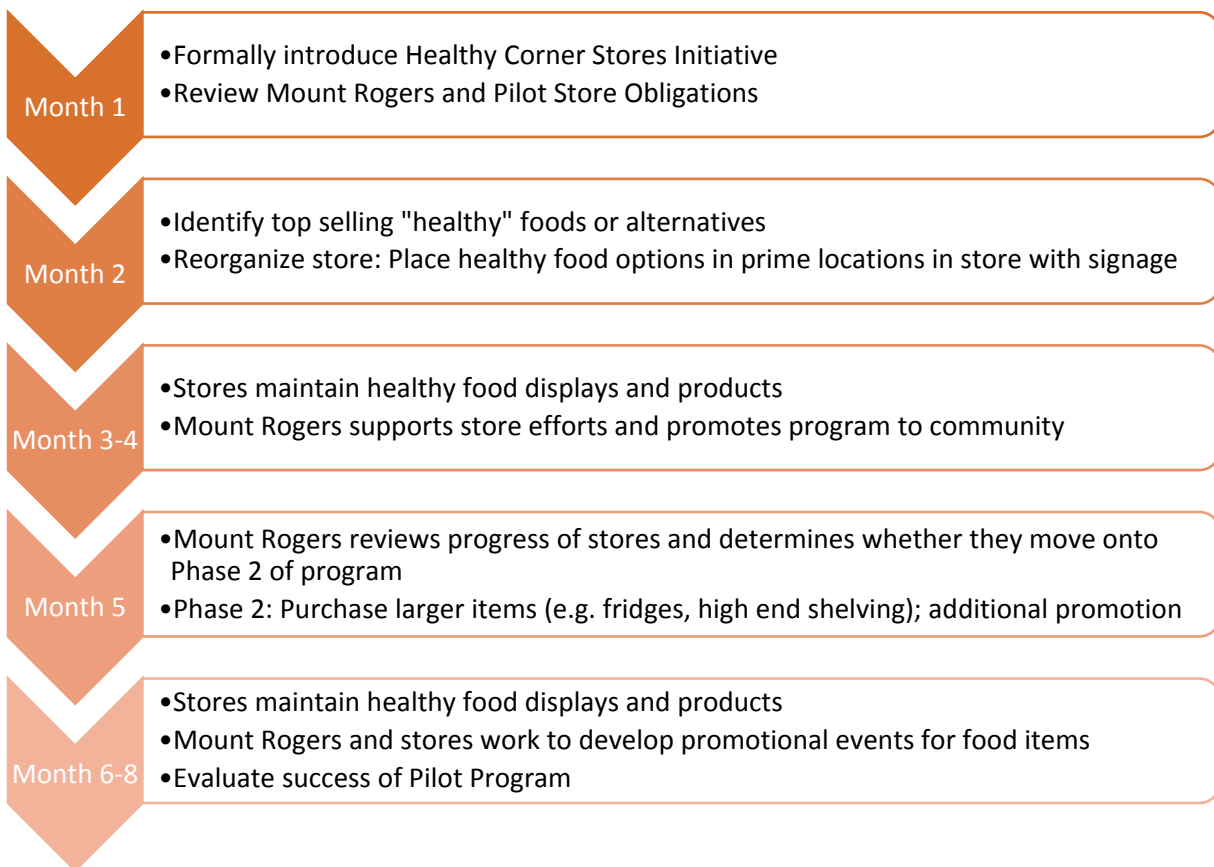 Month 1
•Formally introduce Healthy Corner Stores Initiative
•Review Mount Rogers and Pilot Store Obligations
Month 2
•Identify top selling "healthy" foods or alternatives
•Reorganize store: Place healthy food options in prime locations in store with signage
Month 3-4
•Stores maintain healthy food displays and products
•Mount Rogers supports store efforts and promotes program to community
Month 5
•Mount Rogers reviews progress of stores and determines whether they move onto
Phase 2 of program
•Phase 2: Purchase larger items (e.g. fridges, high end shelving); additional promotion
Month 6-8
•Stores maintain healthy food displays and products
•Mount Rogers and stores work to develop promotional events for food items
•Evaluate success of Pilot Program